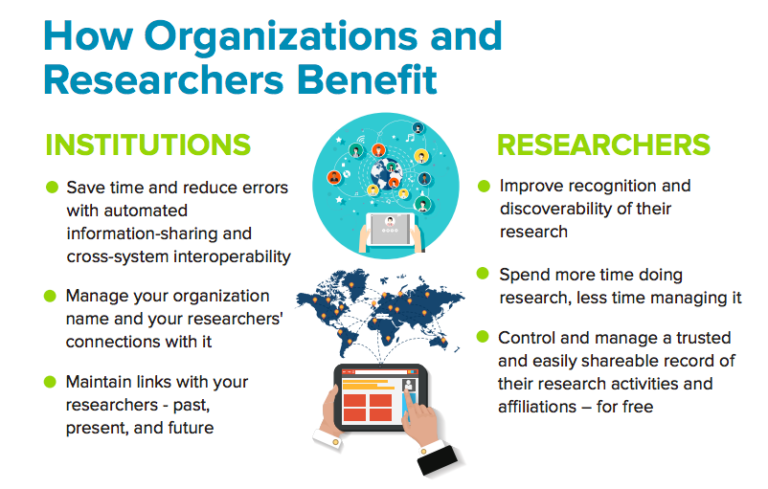 How Organizations and
Researchers Benefit
INSTITUTIONS
Save time and reduce errors
with automated
information-sharing and
cross-system interoperability
Manage your organization
name and your researchers'
connections with it
Maintain links with your
researchers - past,
present, and future
RESEARCHERS
Improve recognition and
discoverability of their
research
Spend more time doing
research, less time managing it
Control and manage a trusted
and easily shareable record of
their research activities and
affiliations – for free